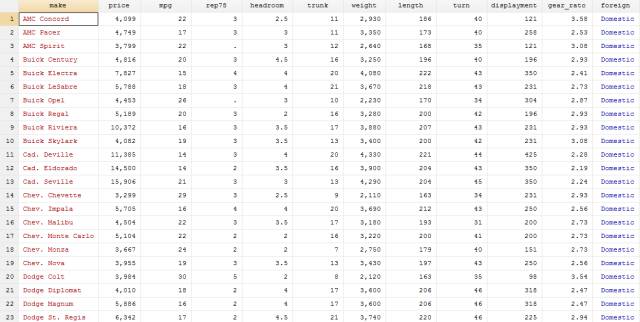 make price mpg rep78 headroom trunk weight length turn displayment gear_rato foreign
1 AMC Concord 4,099 22 3 2.5 11 2,930 186 40 121 3.58 Domestic
2 AMC Pacer 4,749 17 3 3 11 3,350 173 40 258 2.53 Domestic
3 AMC Spirit 3,799 22 . 3 12 2,640 168 35 121 3.08 Domestic
4 Buick Century 4,816 20 3 4.5 16 3,250 196 40 196 2.93 Domestic
5 Buick Electra 7,827 15 4 4 20 4,080 222 43 350 2.41 Domestic
6 Buick LeSabre 5,788 18 3 4 21 3,670 218 43 231 2.73 Domestic
7 Buick Opel 4,453 26 . 3 10 2,230 170 34 304 2.87 Domestic
8 Buick Regal 5,189 20 3 2 16 3,280 200 42 196 2.93 Domestic
9 Buick Riviera 10,372 16 3 3.5 17 3,880 207 43 231 2.93 Domestic
10 Buick Skylark 4,082 19 3 3.5 13 3,400 200 42 231 3.08 Domestic
11 Cad. Deville 11,385 14 3 4 20 4,330 221 44 425 2.28 Domestic
12 Cad. Eldorado 14,500 14 2 3.5 16 3,900 204 43 350 2.19 Domestic
13 Cad. Seville 15,906 21 3 3 13 4,290 204 45 350 2.24 Domestic
14 Chev. Chevette 3,299 29 3 2.5 9 2,110 163 34 231 2.93 Domestic
15 Chev. Impala 5,705 16 4 4 20 3,690 212 43 250 2.56 Domestic
16 Chev. Malibu 4,504 22 3 3.5 17 3,180 193 31 200 2.73 Domestic
17 Chev. Monte Carlo 5,104 22 2 2 16 3,220 200 41 200 2.73 Domestic
18 Chev. Monza 3,667 24 2 2 7 2,750 179 40 151 2.73 Domestic
19 Chev. Nova 3,955 19 3 3.5 13 3,430 197 43 250 2.56 Domestic
20 Dodge Colt 3,984 30 5 2 8 2,120 163 35 98 3.54 Domestic
21 Dodge Diplomat 4,010 18 2 4 17 3,600 206 46 318 2.47 Domestic
22 Dodge Magnum 5,886 16 2 4 17 3,600 206 46 318 2.47 Domestic
23 Dodge St. Regis 6,342 17 2 4.5 21 3,740 220 46 225 2.94 Domestic